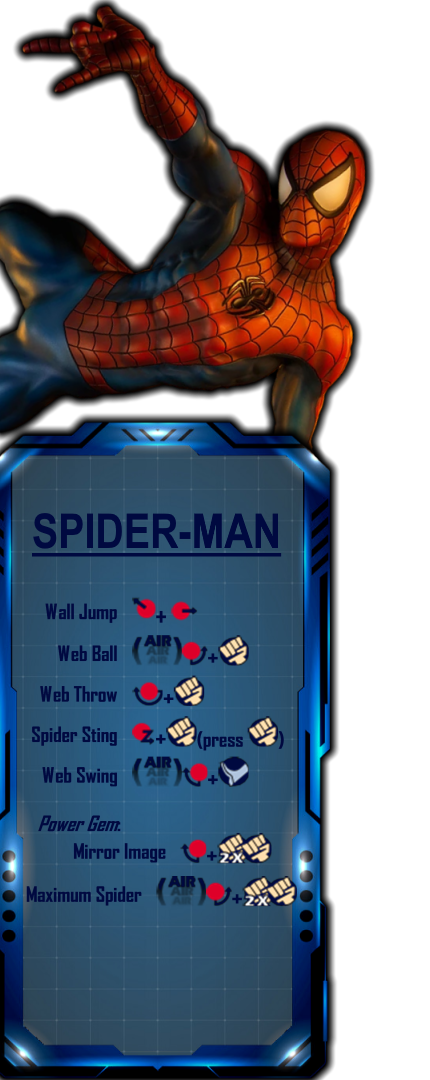 SPIDER-MAN
Wall Jump +
Web Ball (AIR) +
Web Throw +
Spider Sting + (press )
Web Swing (AIR) +
Power Gem:
Mirror Image + 2-X
Maximum Spider (AIR) + 2-X